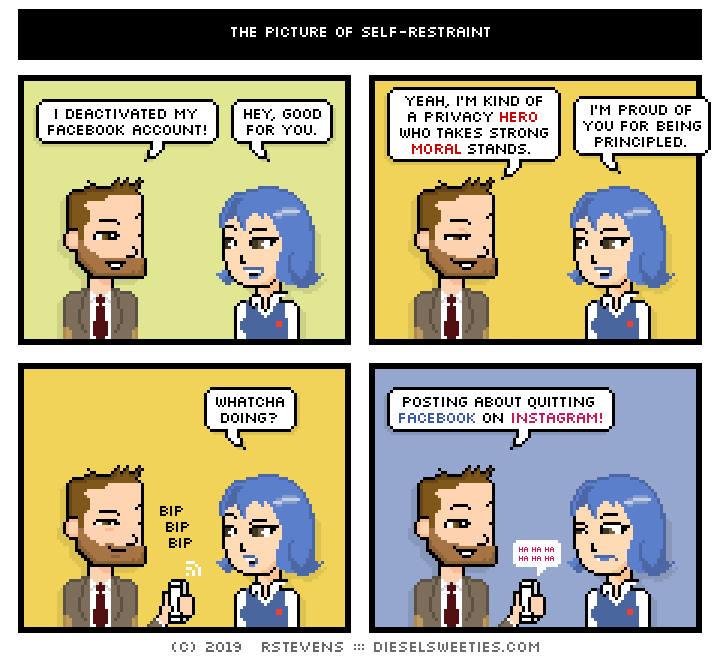 THE PICTURE OF SELF-RESTRAINT
I DEACTIVATED MY
FACEBOOK ACCOUNT!
HEY, GOOD
FOR YOU.
YEAH, I'M KIND OF
A PRIVACY HERO
WHO TAKES STRONG
MORAL STANDS.
I'M PROUD OF
YOU FOR BEING
PRINCIPLED.
WHATCHA
DOING?
BIP
BIP
BIP
POSTING ABOUT QUITTING
FACEBOOK ON INSTAGRAM!
HA HA HA
HA HA HA
(C) 2019 RSTEVENS ::: DIESELSWEETIES.COM